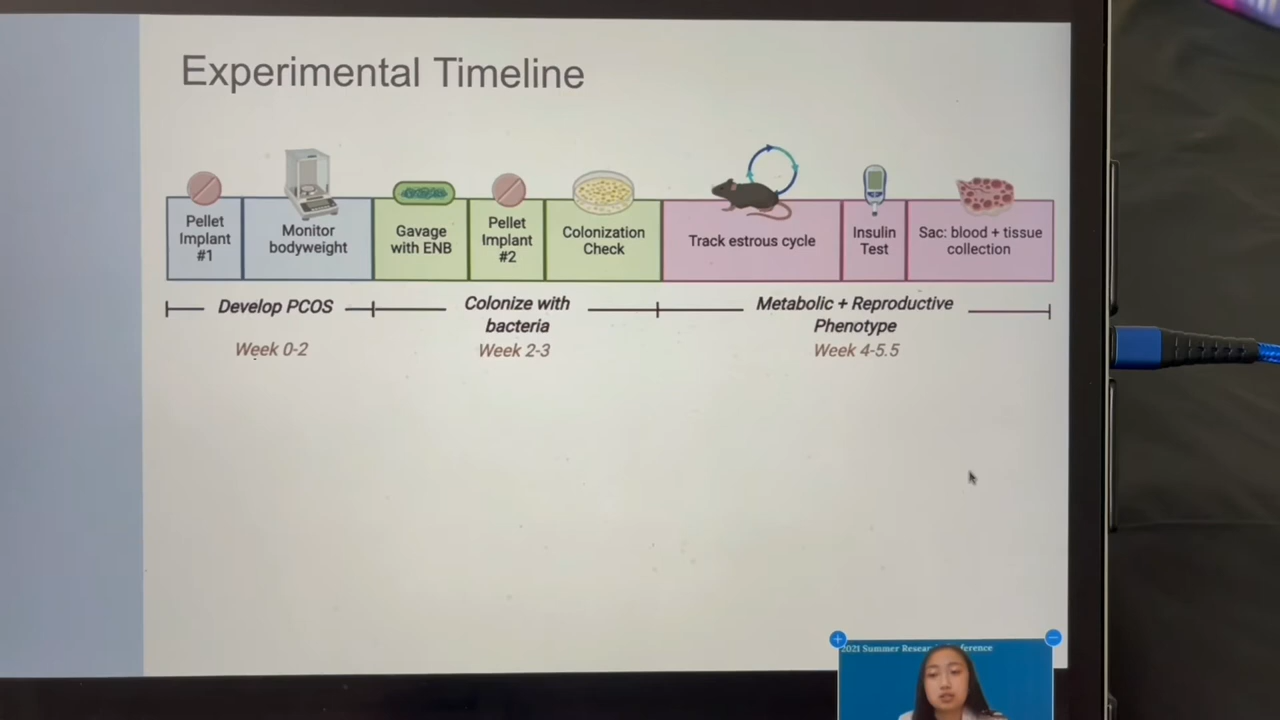 Experimental Timeline
Pellet
Implant
#1
Monitor
bodyweight
Gavage
with ENB
Pellet
Implant
#2
Colonization
Check
Track estrous cycle
Insulin
Test
Sac: blood + tissue
collection
Develop PCOS
Week 0-2
Colonize with
bacteria
Week 2-3
Metabolic + Reproductive
Phenotype
Week 4-5.5
2021 Summer